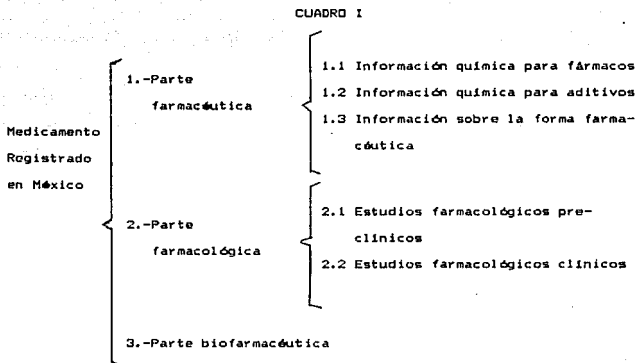 CUADRO I
Medicamento
Registrado
en México
1.-Parte
farmacéutica
1.1 Información química para fármacos
1.2 Información química para aditivos
1.3 Información sobre la forma farma-
céutica
2.-Parte
farmacológica
2.1 Estudios farmacológicos pre-
clínicos
2.2 Estudios farmacológicos clínicos
3.-Parte biofarmacéutica